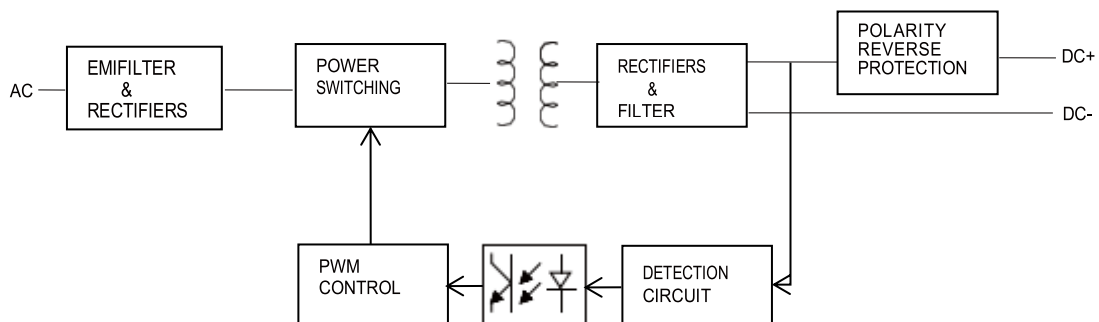 AC
EMIFILTER
&
RECTIFIERS
POWER
SWITCHING
RECTIFIERS
&
FILTER
POLARITY
REVERSE
PROTECTION
DC+
DC-
PWM
CONTROL
DETECTION
CIRCUIT